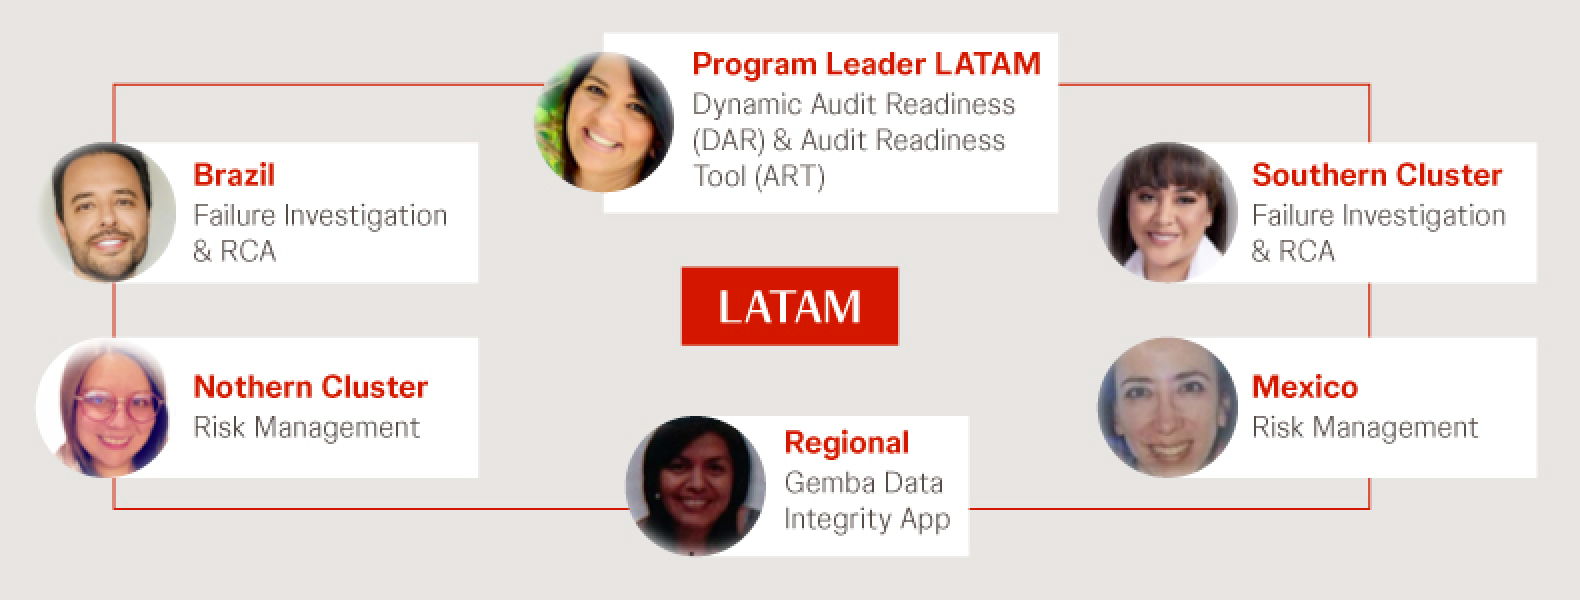 Program Leader LATAM
Dynamic Audit Readiness
(DAR) & Audit Readiness
Tool (ART)
Brazil
Failure Investigation
& RCA
Southern Cluster
Failure Investigation
& RCA
LATAM
Nothern Cluster
Risk Management
Mexico
Risk Management
Regional
Gemba Data
Integrity App